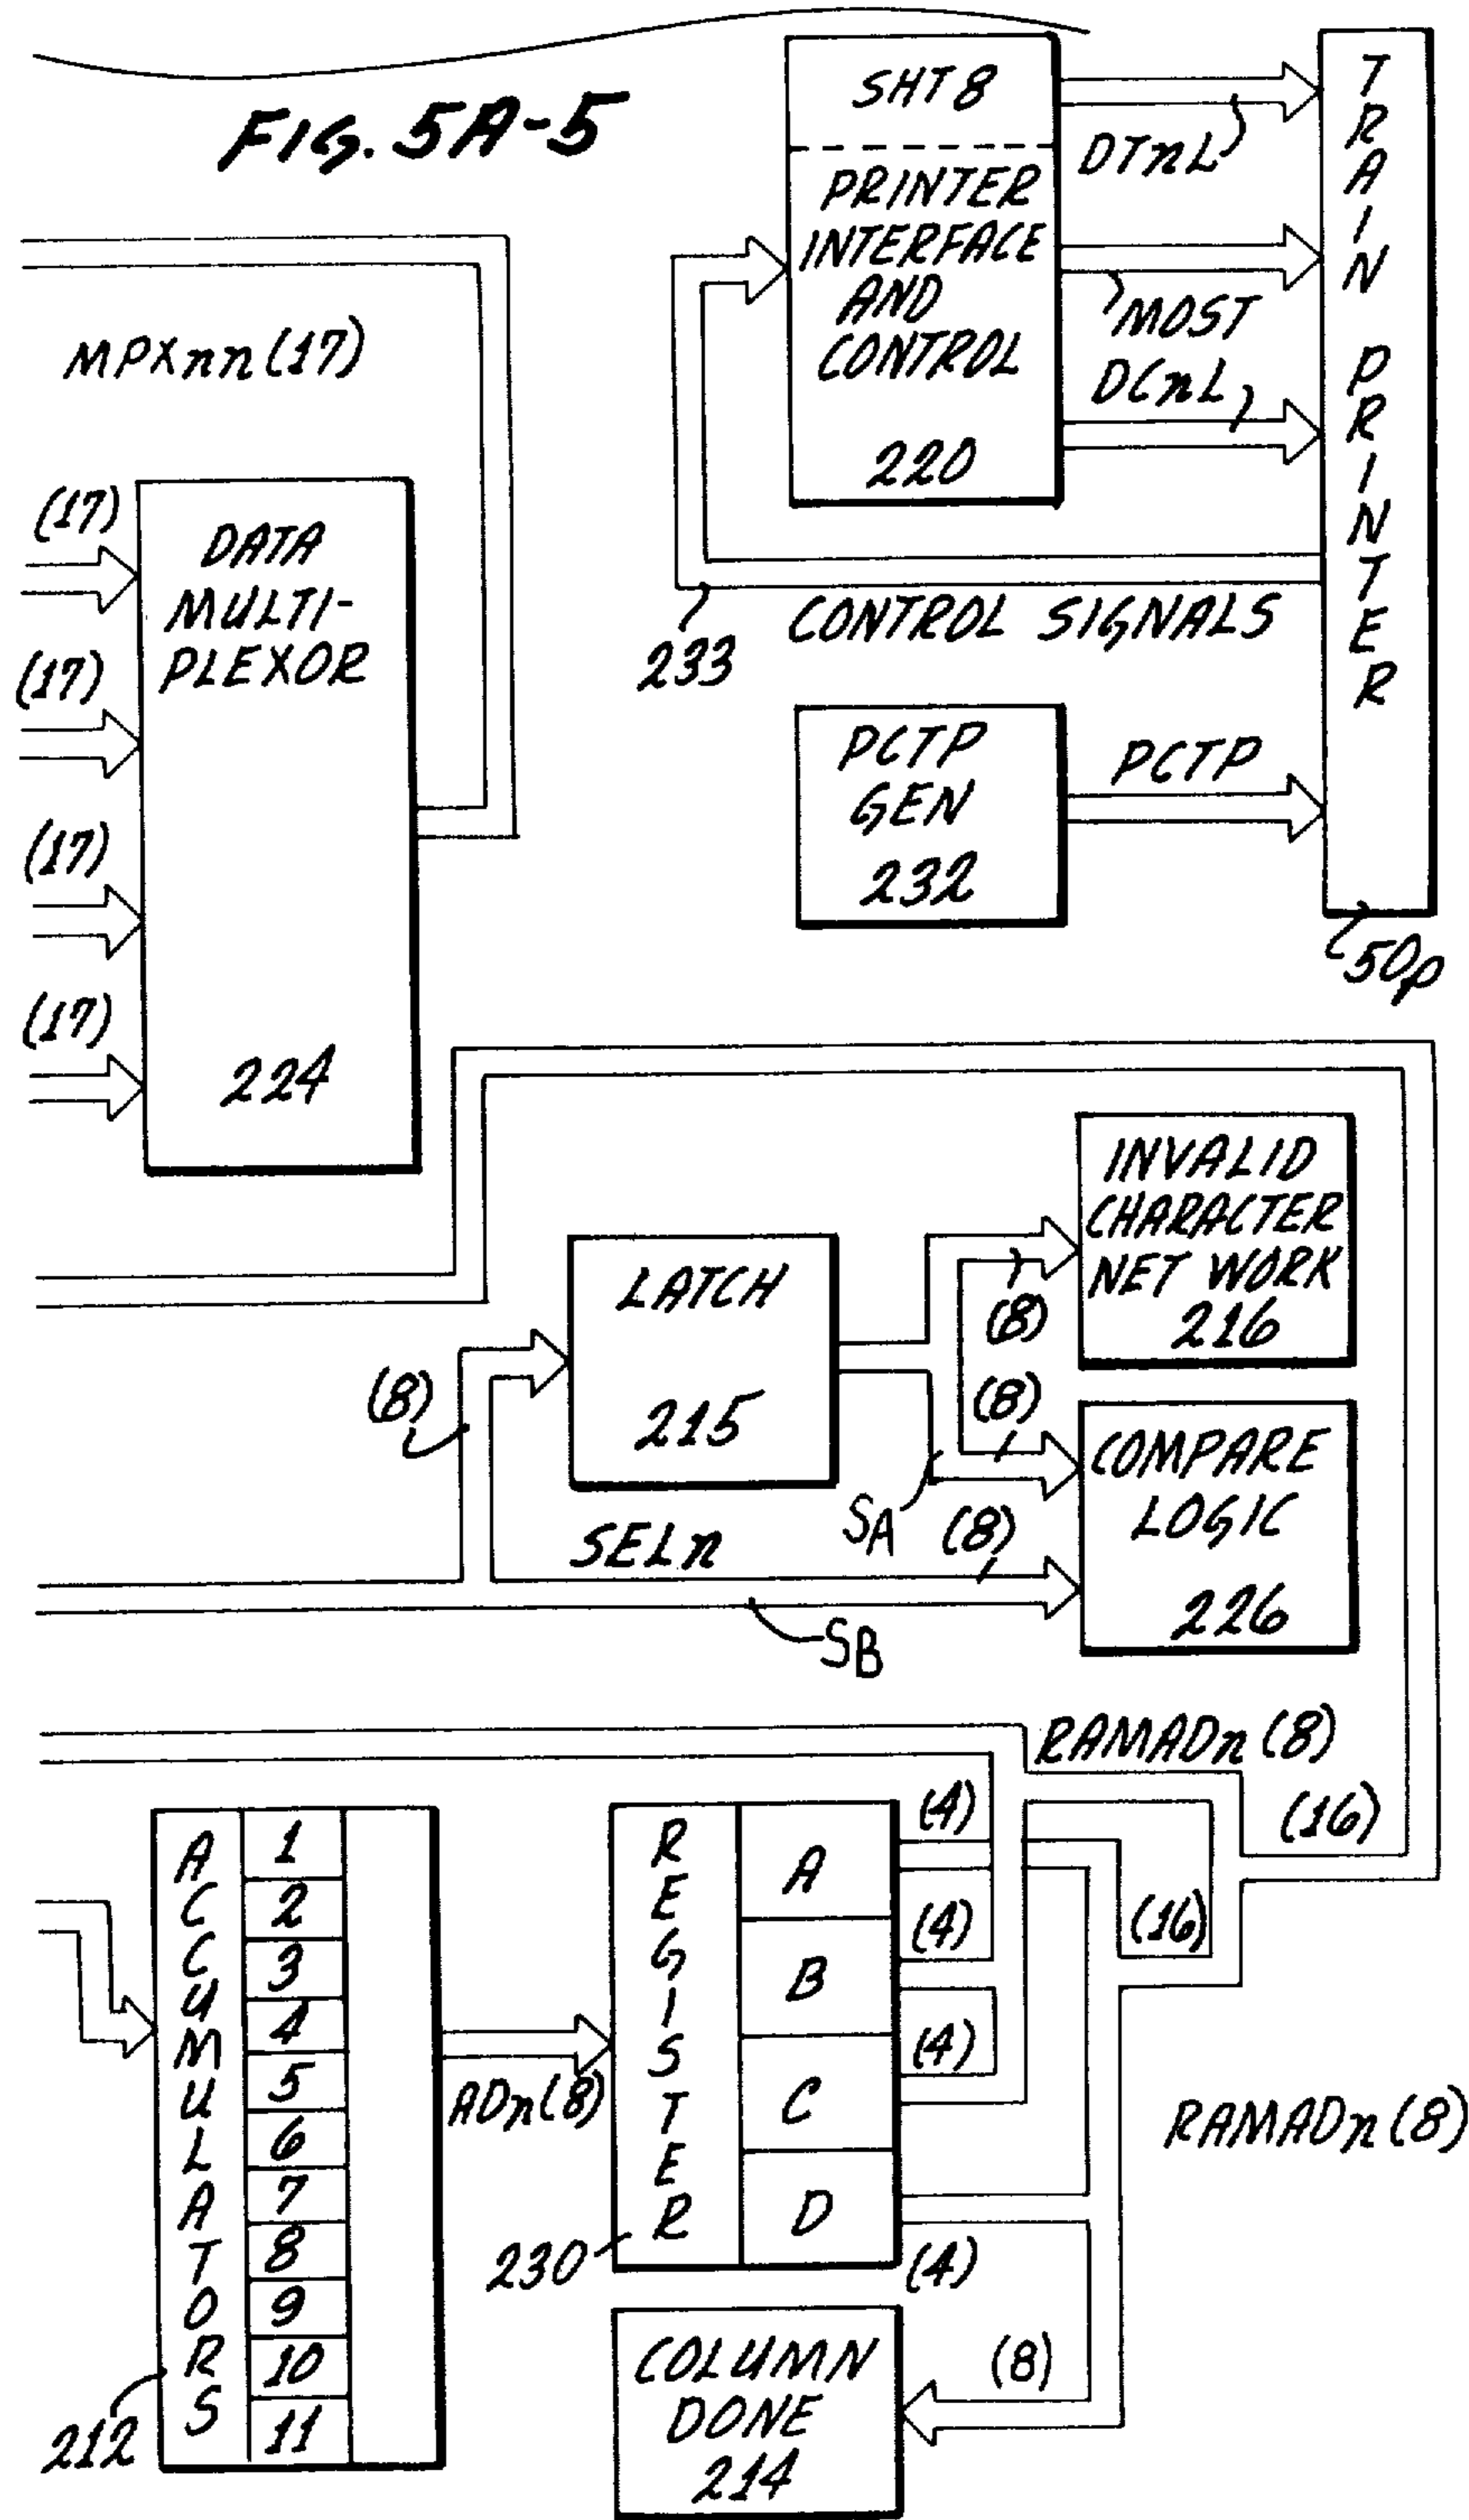 FIG. 5A-5
SHT 8
PRINTER
INTERFACE
AND
CONTROL
220
DTnL
MOST
DCnL
TRAIN PRINTER
50p
MPXnn (17)
(17)
(17)
(17)
(17)
DATA
MULTI-
PLEXOR
224
233
CONTROL SIGNALS
PCTP
GEN
232
PCTP
INVALID
CHARACTER
NET WORK
216
LATCH
215
(8)
(8)
(8)
COMPARE
LOGIC
226
SA
(8)
SELn
SB
RAMADn (8)
(16)
(16)
ACCUMULATORS
1
2
3
4
5
6
7
8
9
10
11
212
ADn (8)
REGISTER
A
B
C
D
230
(4)
(4)
(4)
(4)
RAMADn (8)
(8)
COLUMN
DONE
214